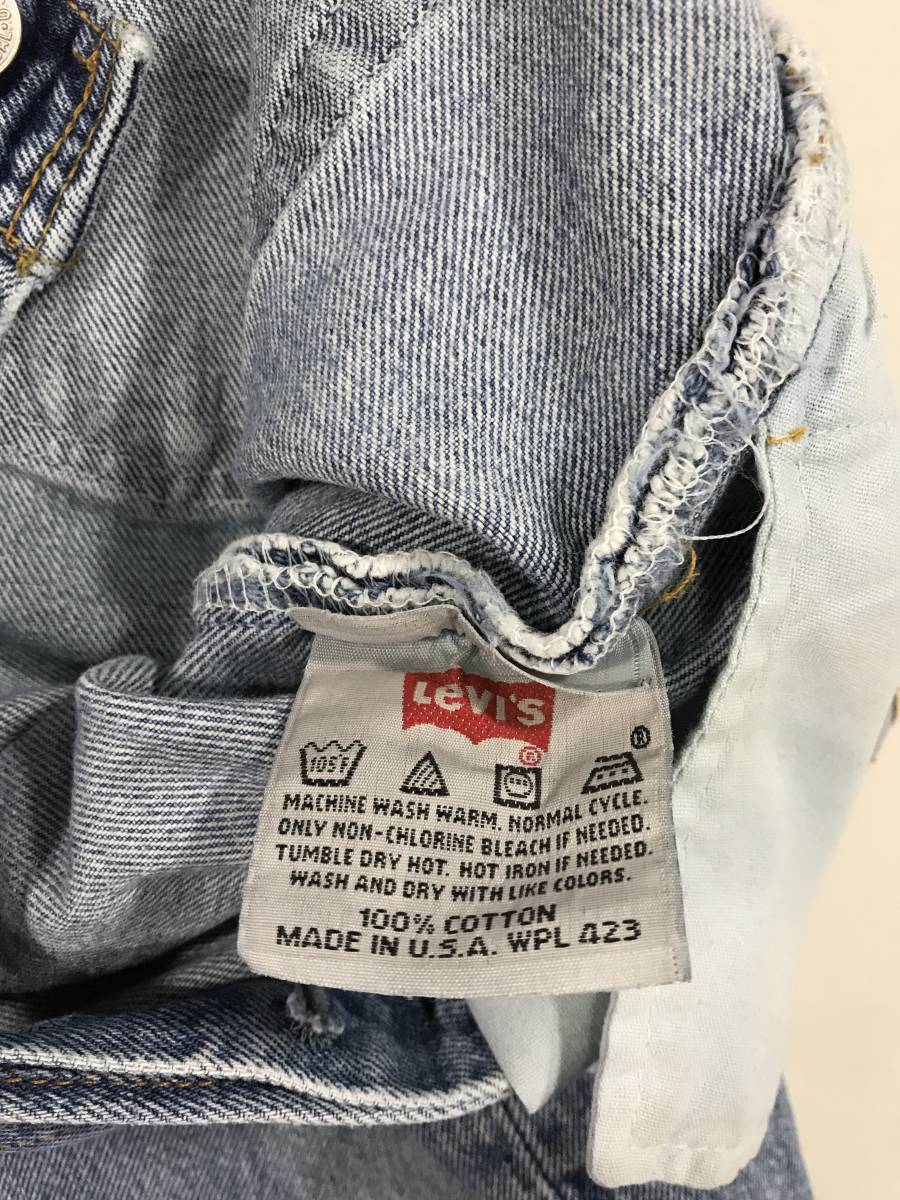 LEVI'S
®
®
105°F
MACHINE WASH WARM. NORMAL CYCLE.
ONLY NON-CHLORINE BLEACH IF NEEDED.
TUMBLE DRY HOT. HOT IRON IF NEEDED.
WASH AND DRY WITH LIKE COLORS.
100% COTTON
MADE IN U.S.A. WPL 423